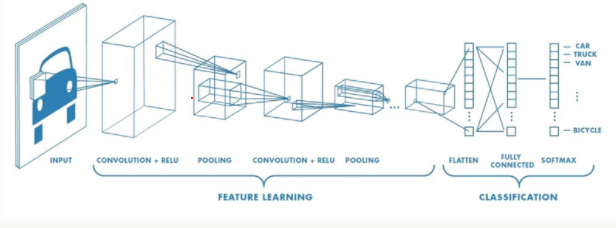 CAR
TRUCK
VAN
BICYCLE
INPUT
CONVOLUTION + RELU
POOLING
CONVOLUTION + RELU
POOLING
FLATTEN
FULLY
CONNECTED
SOFTMAX
FEATURE LEARNING
CLASSIFICATION